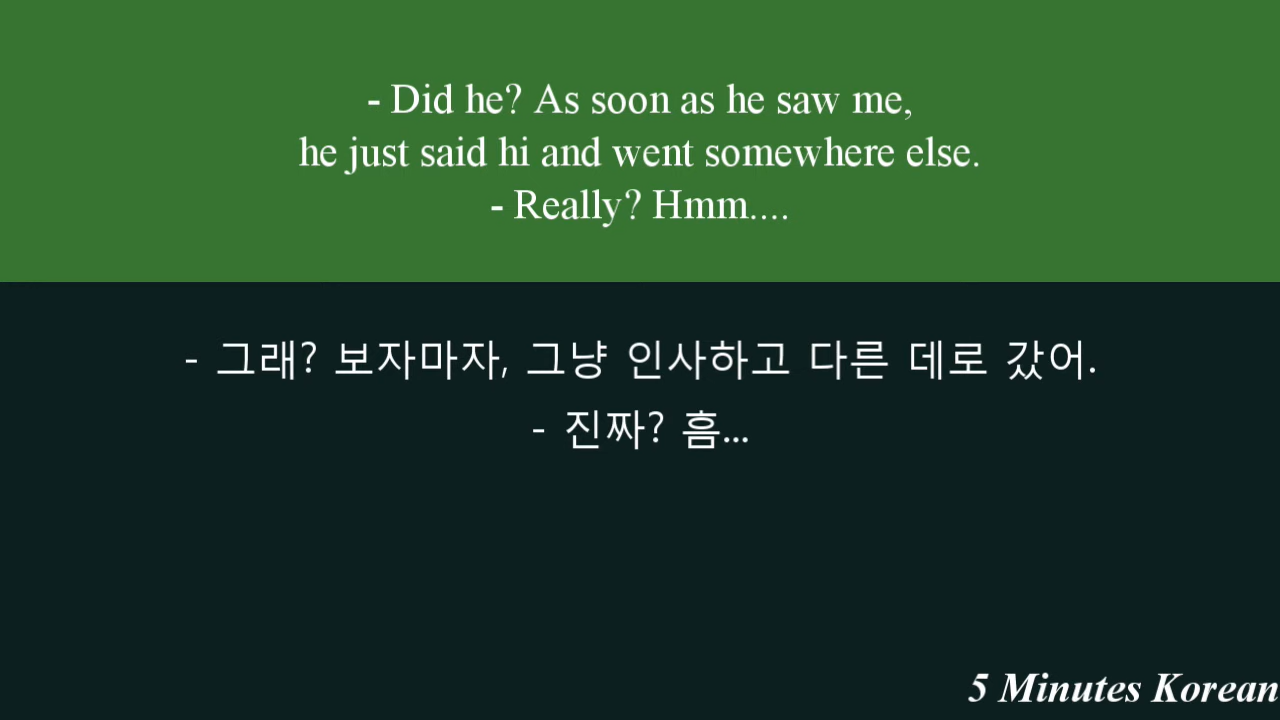 - Did he? As soon as he saw me,
he just said hi and went somewhere else.
- Really? Hmm....
- 그래? 보자마자, 그냥 인사하고 다른 데로 갔어.
- 진짜? 흠...
5 Minutes Korean